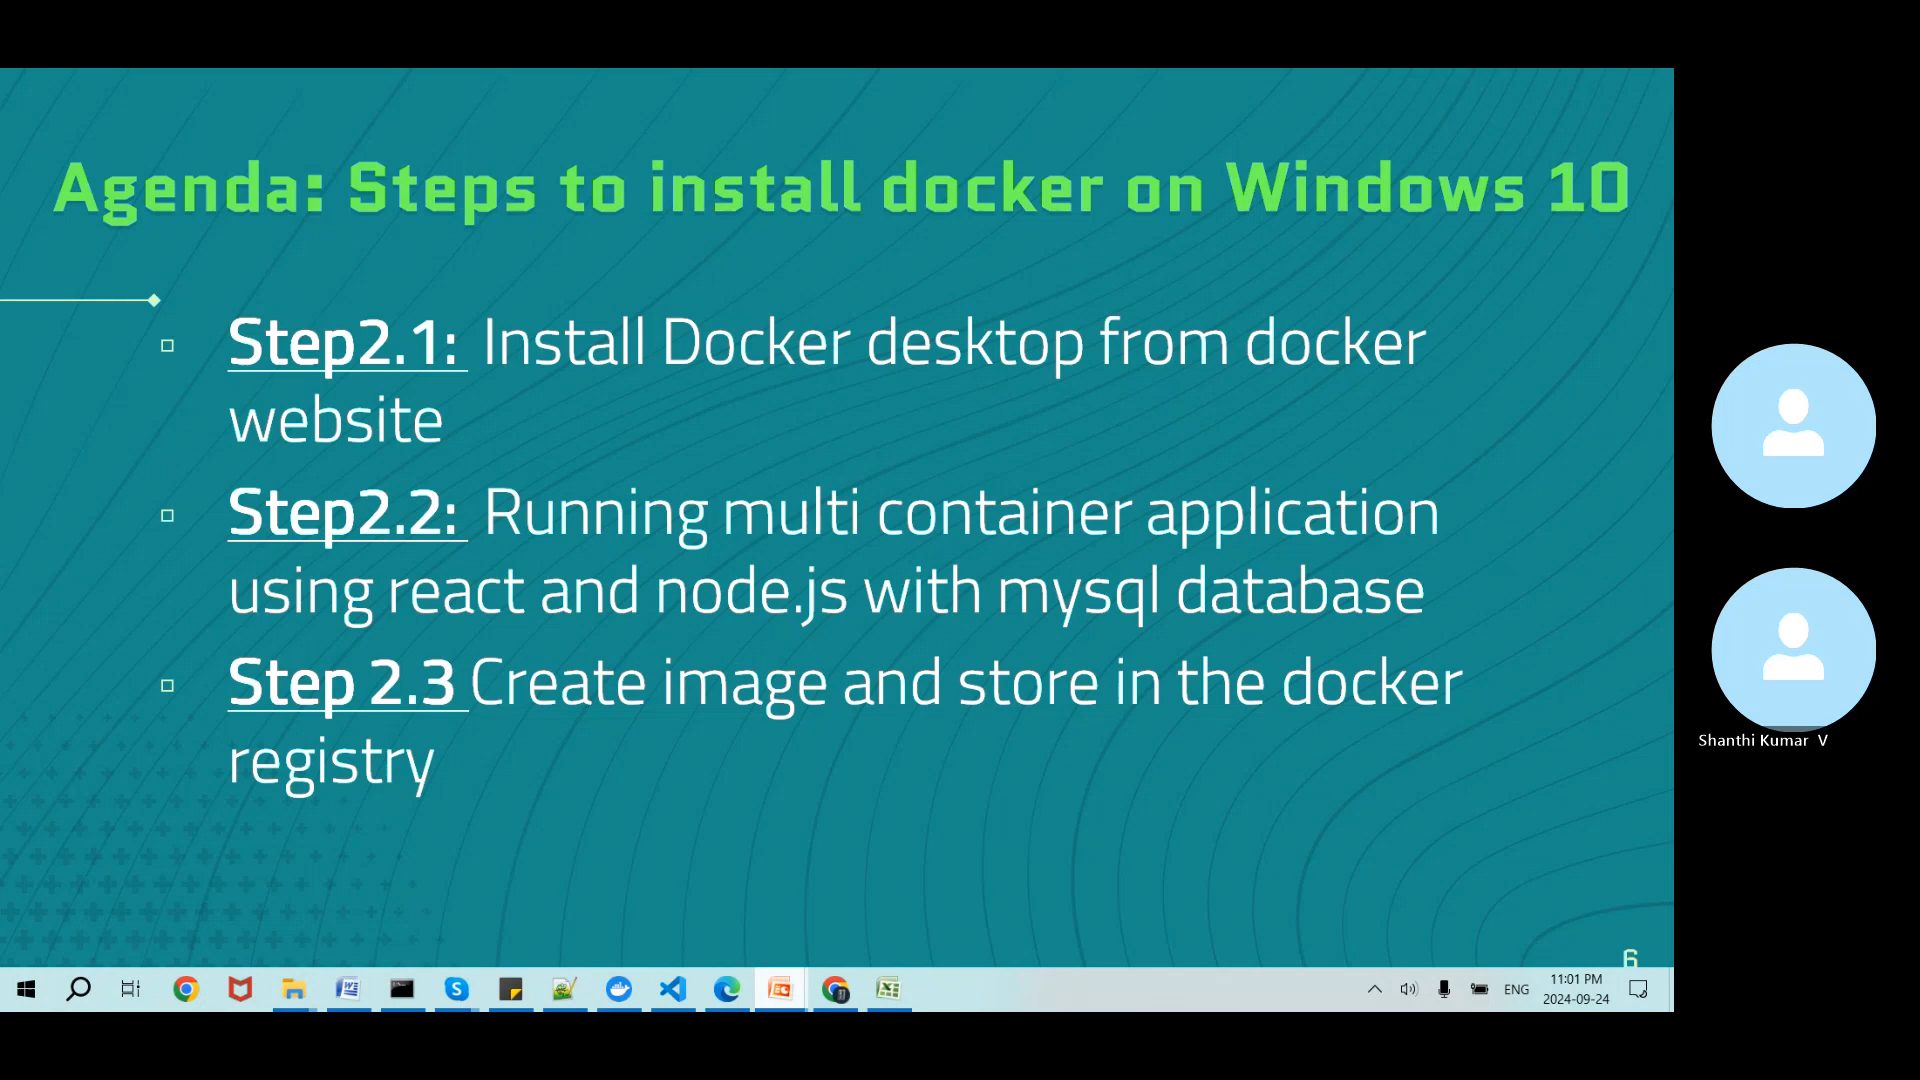 Agenda: Steps to install docker on Windows 10
Step2.1: Install Docker desktop from docker
website
Step2.2: Running multi container application
using react and node.js with mysql database
Step 2.3 Create image and store in the docker
registry
6
Shanthi Kumar V
ENG
11:01 PM
2024-09-24